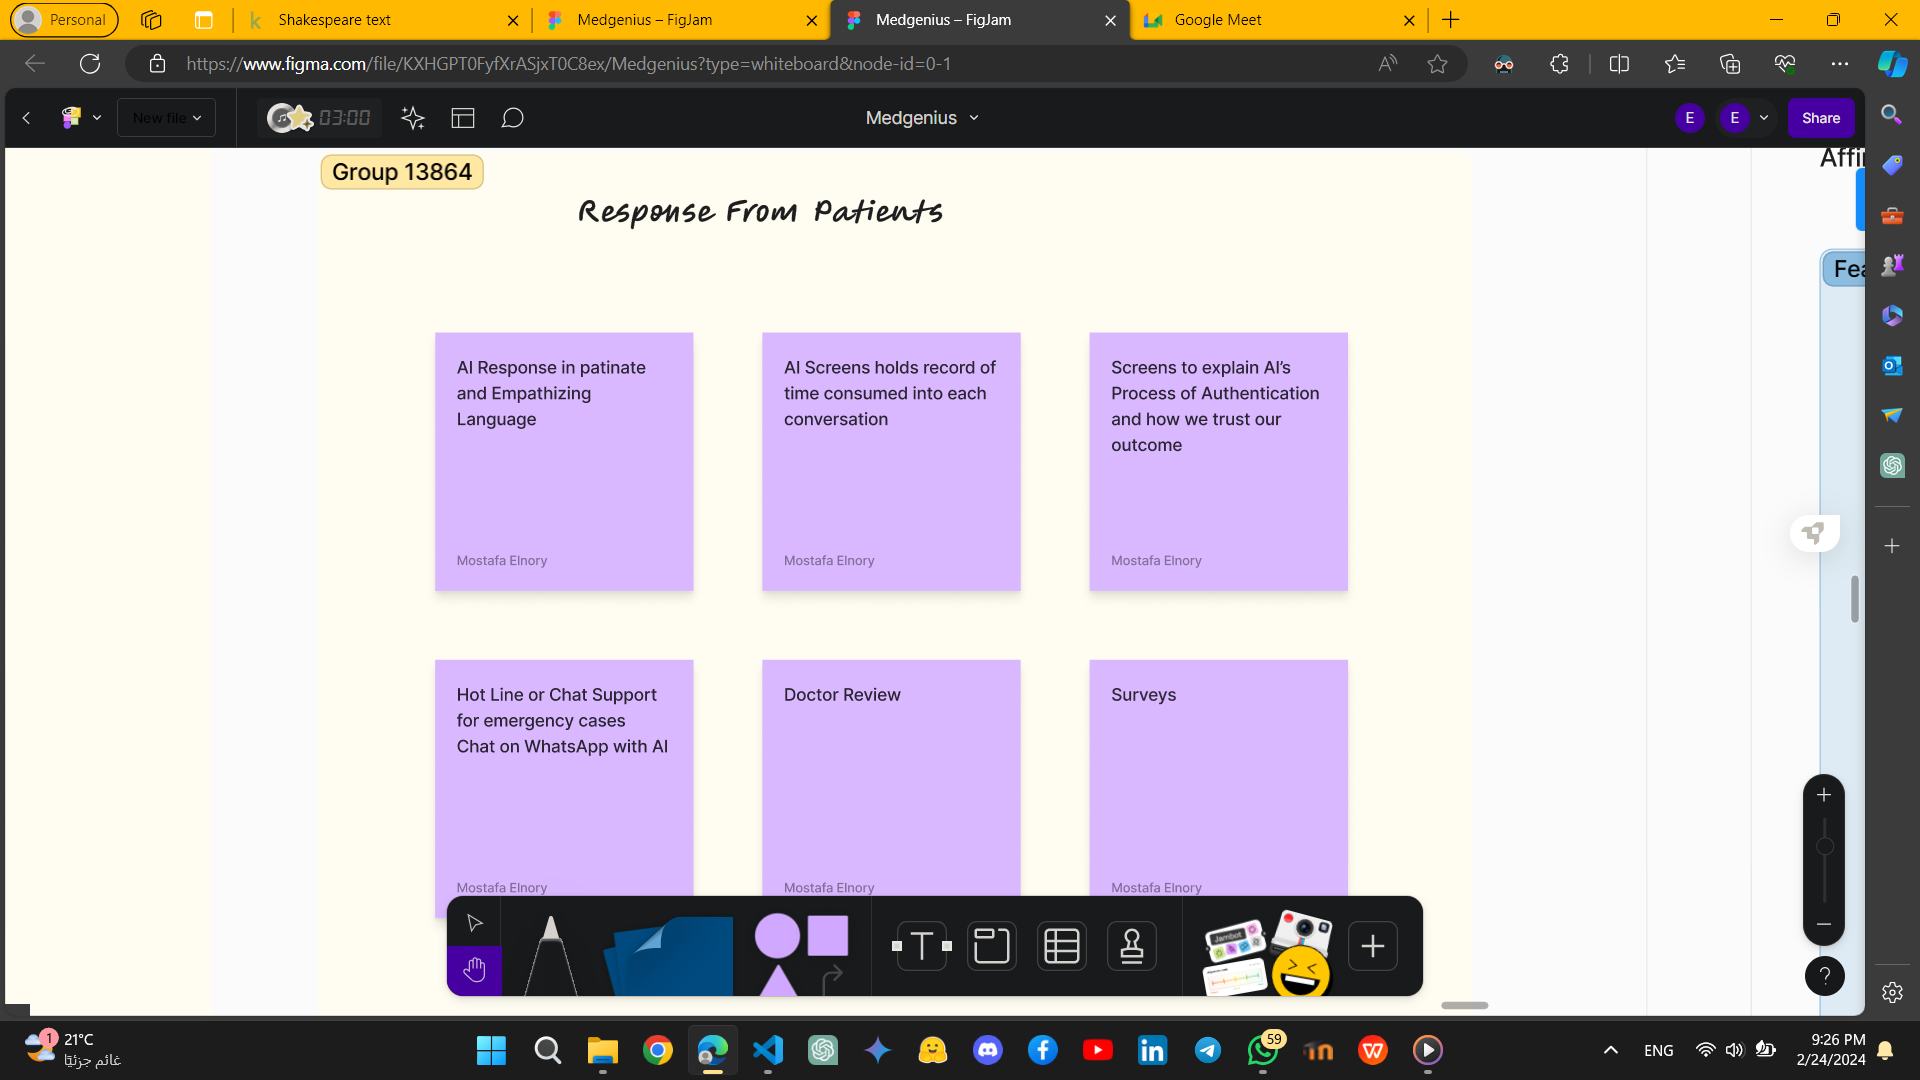 Personal
Shakespeare text
Medgenius – FigJam
Medgenius – FigJam
Google Meet
https://www.figma.com/file/KXHGPT0FyfXrASjxT0C8ex/Medgenius?type=whiteboard&node-id=0-1
New file
03:00
Medgenius
E
E
Share
Group 13864
Response From Patients
Affi
Fea
AI Response in patinate
and Empathizing
Language
Mostafa Elnory
AI Screens holds record of
time consumed into each
conversation
Mostafa Elnory
Screens to explain AI's
Process of Authentication
and how we trust our
outcome
Mostafa Elnory
Hot Line or Chat Support
for emergency cases
Chat on WhatsApp with AI
Mostafa Elnory
Doctor Review
Mostafa Elnory
Surveys
Mostafa Elnory
Jambot
1
21°C
غائم جزئيًا
59
ENG
9:26 PM
2/24/2024